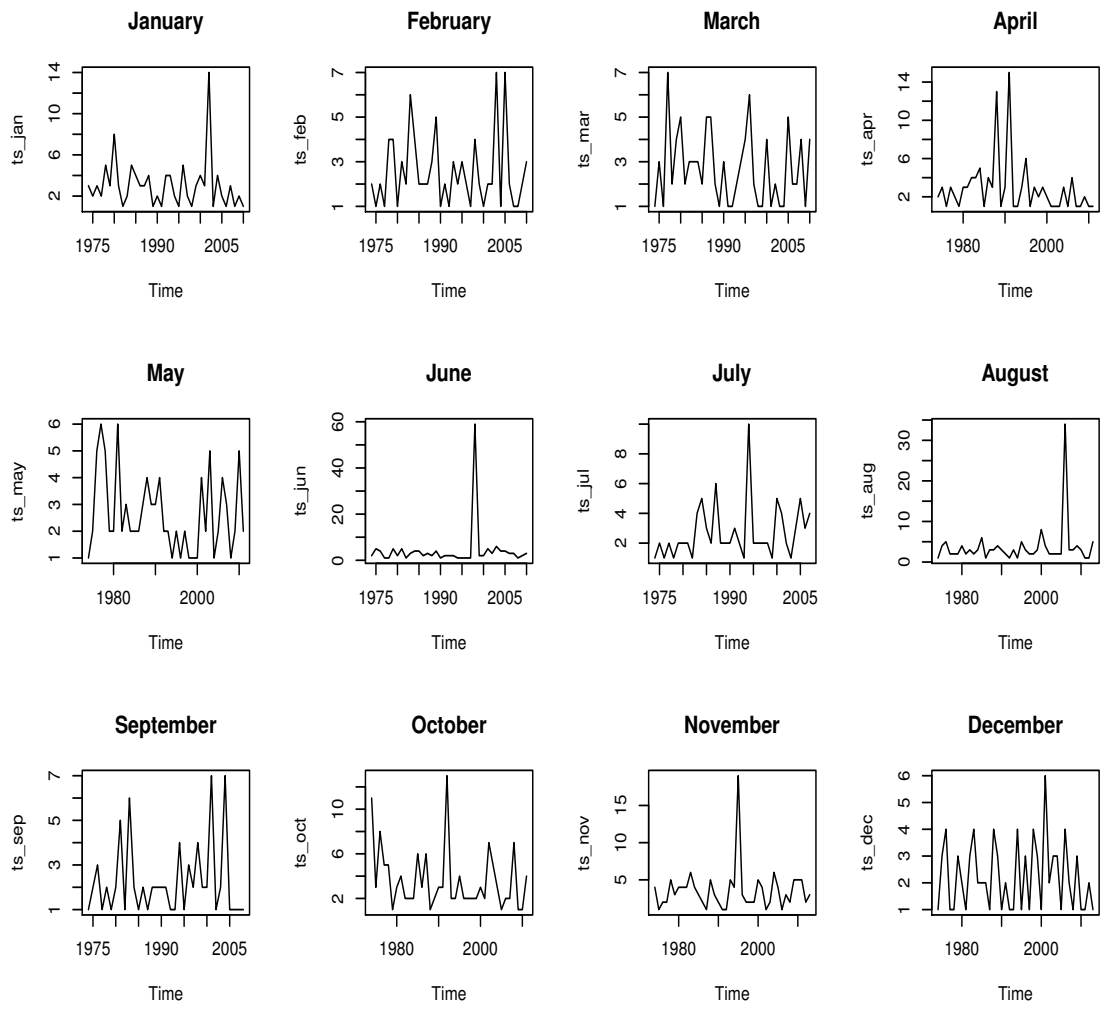 January
ts_jan
2 6 10 14
1975 1990 2005
Time
February
ts_feb
1 3 5 7
1975 1990 2005
Time
March
ts_mar
1 3 5 7
1975 1990 2005
Time
April
ts_apr
2 6 10 14
1980 2000
Time
May
ts_may
1 2 3 4 5 6
1980 2000
Time
June
ts_jun
0 20 40 60
1975 1990 2005
Time
July
ts_jul
2 4 6 8
1975 1990 2005
Time
August
ts_aug
0 10 20 30
1980 2000
Time
September
ts_sep
1 3 5 7
1975 1990 2005
Time
October
ts_oct
2 6 10
1980 2000
Time
November
ts_nov
5 10 15
1980 2000
Time
December
ts_dec
1 2 3 4 5 6
1980 2000
Time